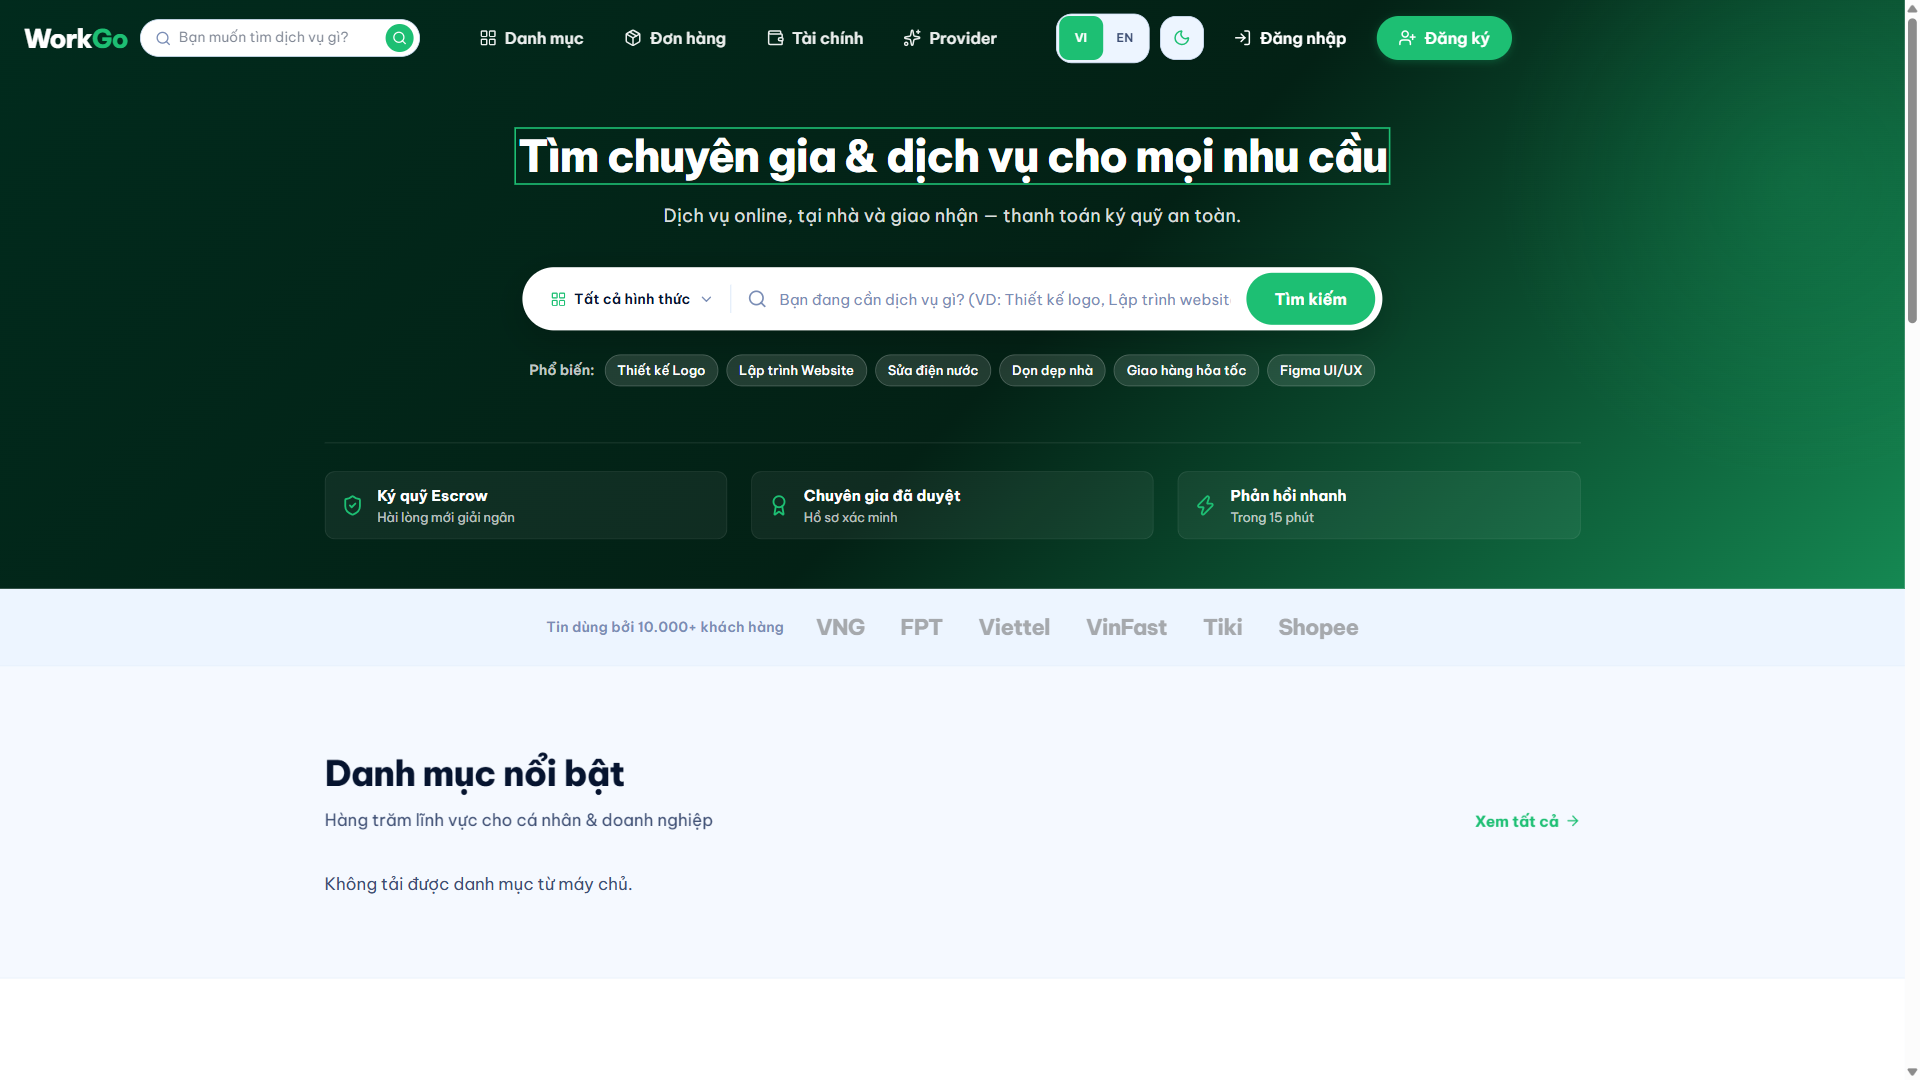 WorkGo
Bạn muốn tìm dịch vụ gì?
Danh mục
Đơn hàng
Tài chính
Provider
VI
EN
Đăng nhập
Đăng ký
Tìm chuyên gia & dịch vụ cho mọi nhu cầu
Dịch vụ online, tại nhà và giao nhận — thanh toán ký quỹ an toàn.
Tất cả hình thức
Bạn đang cần dịch vụ gì? (VD: Thiết kế logo, Lập trình websit
Tìm kiếm
Phổ biến:
Thiết kế Logo
Lập trình Website
Sửa điện nước
Dọn dẹp nhà
Giao hàng hỏa tốc
Figma UI/UX
Ký quỹ Escrow
Hài lòng mới giải ngân
Chuyên gia đã duyệt
Hồ sơ xác minh
Phản hồi nhanh
Trong 15 phút
Tin dùng bởi 10.000+ khách hàng
VNG
FPT
Viettel
VinFast
Tiki
Shopee
Danh mục nổi bật
Hàng trăm lĩnh vực cho cá nhân & doanh nghiệp
Xem tất cả
Không tải được danh mục từ máy chủ.